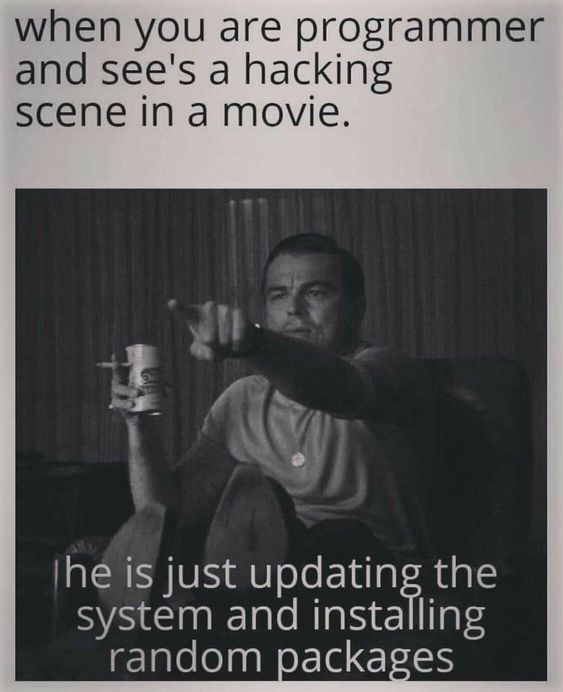 when you are programmer
and see's a hacking
scene in a movie.
he is just updating the
system and installing
random packages